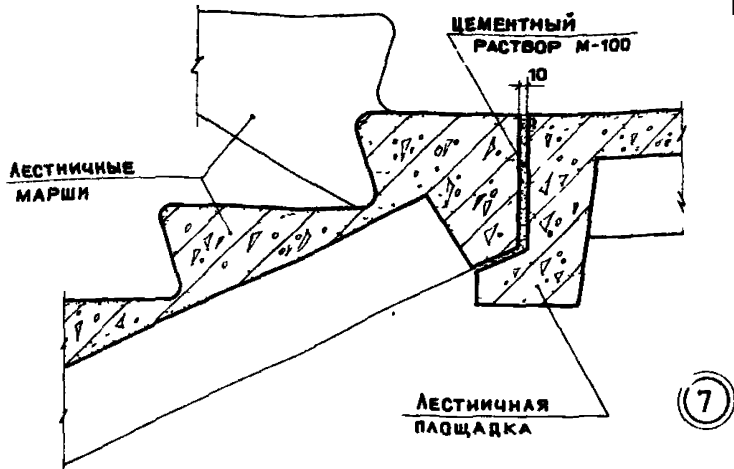 ЦЕМЕНТНЫЙ
РАСТВОР М-100
10
ЛЕСТНИЧНЫЕ
МАРШИ
ЛЕСТНИЧНАЯ
ПЛОЩАДКА
7